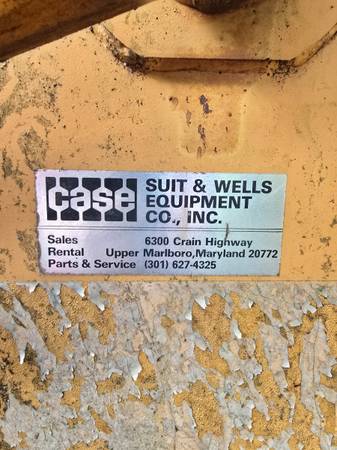 case
SUIT & WELLS
EQUIPMENT
CO., INC.
Sales 6300 Crain Highway
Rental Upper Marlboro, Maryland 20772
Parts & Service (301) 627-4325